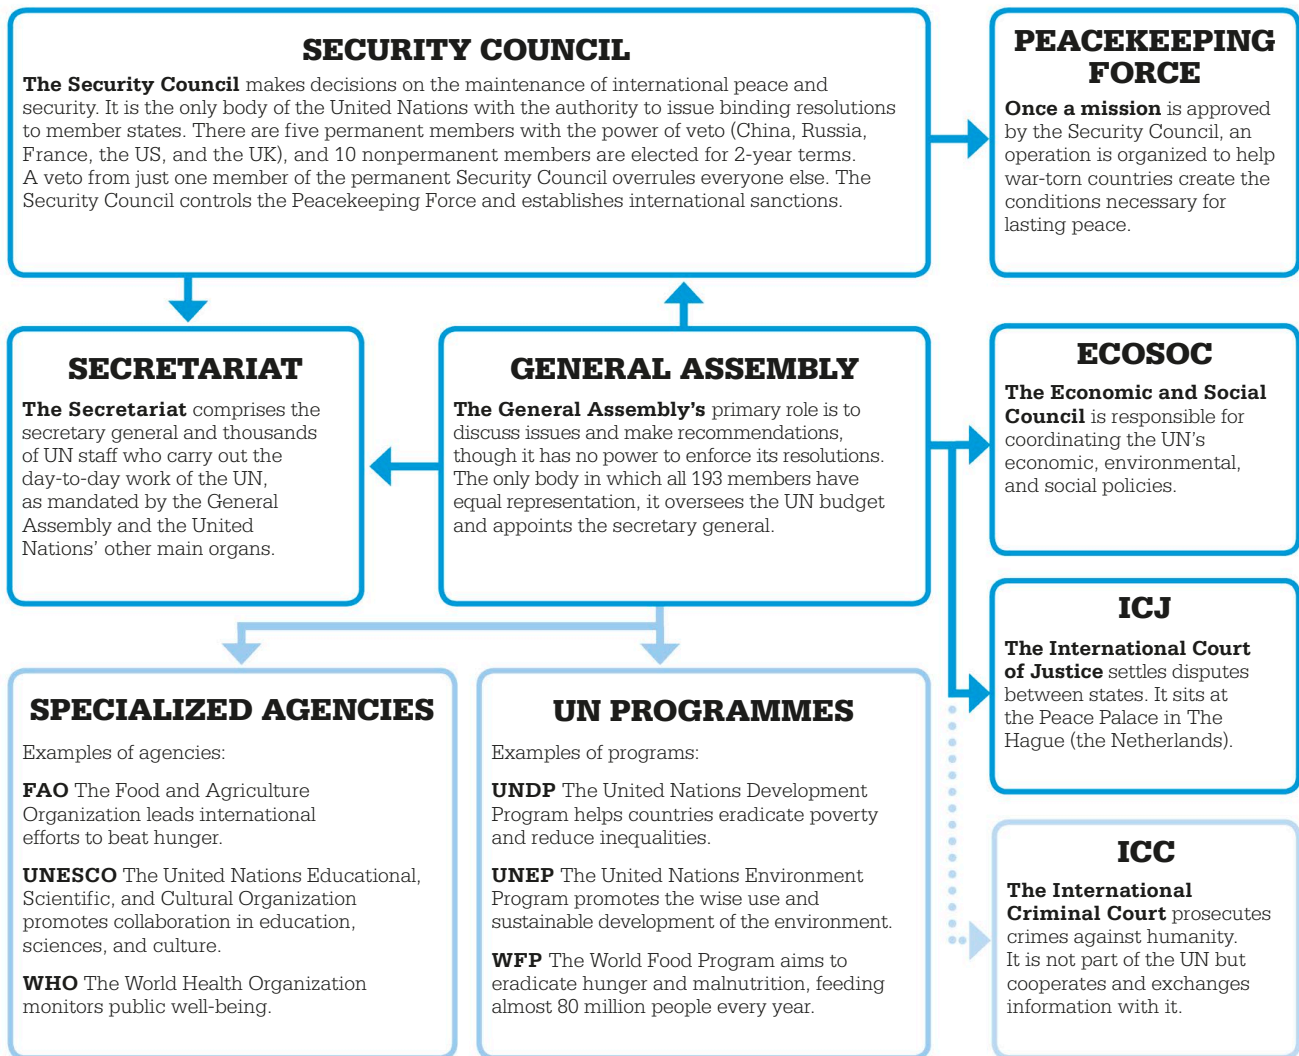 SECURITY COUNCIL
The Security Council makes decisions on the maintenance of international peace and
security. It is the only body of the United Nations with the authority to issue binding resolutions
to member states. There are five permanent members with the power of veto (China, Russia,
France, the US, and the UK), and 10 nonpermanent members are elected for 2-year terms.
A veto from just one member of the permanent Security Council overrules everyone else. The
Security Council controls the Peacekeeping Force and establishes international sanctions.
PEACEKEEPING
FORCE
Once a mission is approved
by the Security Council, an
operation is organized to help
war-torn countries create the
conditions necessary for
lasting peace.
SECRETARIAT
The Secretariat comprises the
secretary general and thousands
of UN staff who carry out the
day-to-day work of the UN,
as mandated by the General
Assembly and the United
Nations’ other main organs.
GENERAL ASSEMBLY
The General Assembly’s primary role is to
discuss issues and make recommendations,
though it has no power to enforce its resolutions.
The only body in which all 193 members have
equal representation, it oversees the UN budget
and appoints the secretary general.
ECOSOC
The Economic and Social
Council is responsible for
coordinating the UN’s
economic, environmental,
and social policies.
ICJ
The International Court
of Justice settles disputes
between states. It sits at
the Peace Palace in The
Hague (the Netherlands).
SPECIALIZED AGENCIES
Examples of agencies:
FAO The Food and Agriculture
Organization leads international
efforts to beat hunger.
UNESCO The United Nations Educational,
Scientific, and Cultural Organization
promotes collaboration in education,
sciences, and culture.
WHO The World Health Organization
monitors public well-being.
UN PROGRAMMES
Examples of programs:
UNDP The United Nations Development
Program helps countries eradicate poverty
and reduce inequalities.
UNEP The United Nations Environment
Program promotes the wise use and
sustainable development of the environment.
WFP The World Food Program aims to
eradicate hunger and malnutrition, feeding
almost 80 million people every year.
ICC
The International
Criminal Court prosecutes
crimes against humanity.
It is not part of the UN but
cooperates and exchanges
information with it.